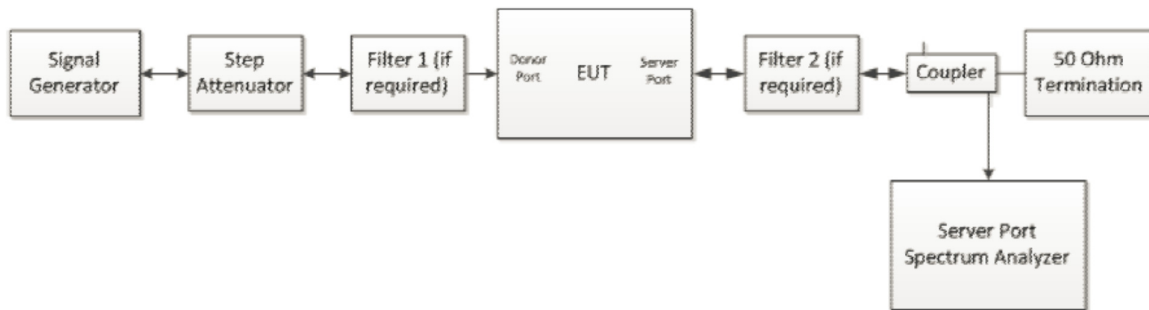 Signal
Generator
Step
Attenuator
Filter 1 (if
required)
Donor
Port
EUT
Server
Port
Filter 2 (if
required)
Coupler
50 Ohm
Termination
Server Port
Spectrum Analyzer